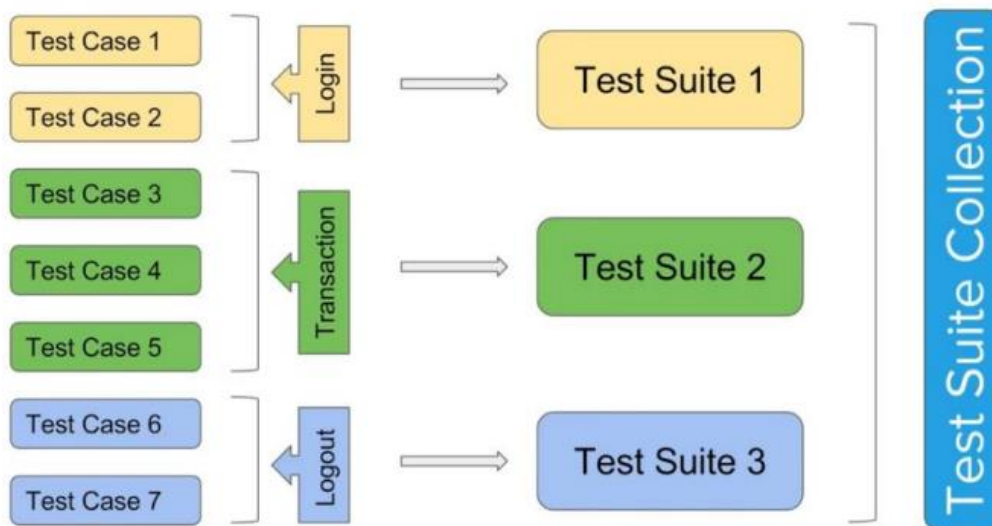 Test Case 1
Test Case 2
Login
Test Suite 1
Test Case 3
Test Case 4
Test Case 5
Transaction
Test Suite 2
Test Case 6
Test Case 7
Logout
Test Suite 3
Test Suite Collection